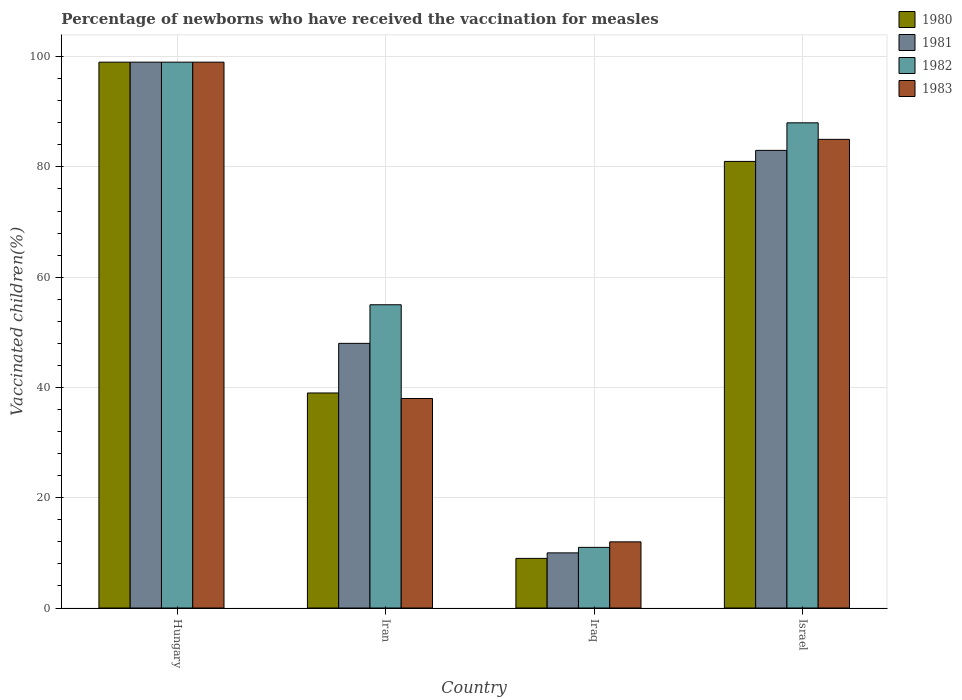 Percentage of newborns who have received the vaccination for measles
1980
1981
1982
1983
Vaccinated children(%)
100
80
60
40
20
0
Hungary
Iran
Iraq
Israel
Country